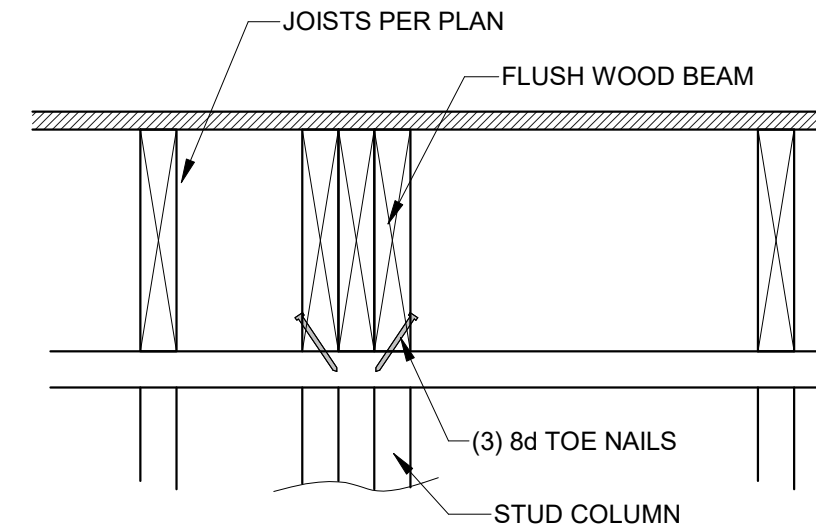 JOISTS PER PLAN
FLUSH WOOD BEAM
(3) 8d TOE NAILS
STUD COLUMN